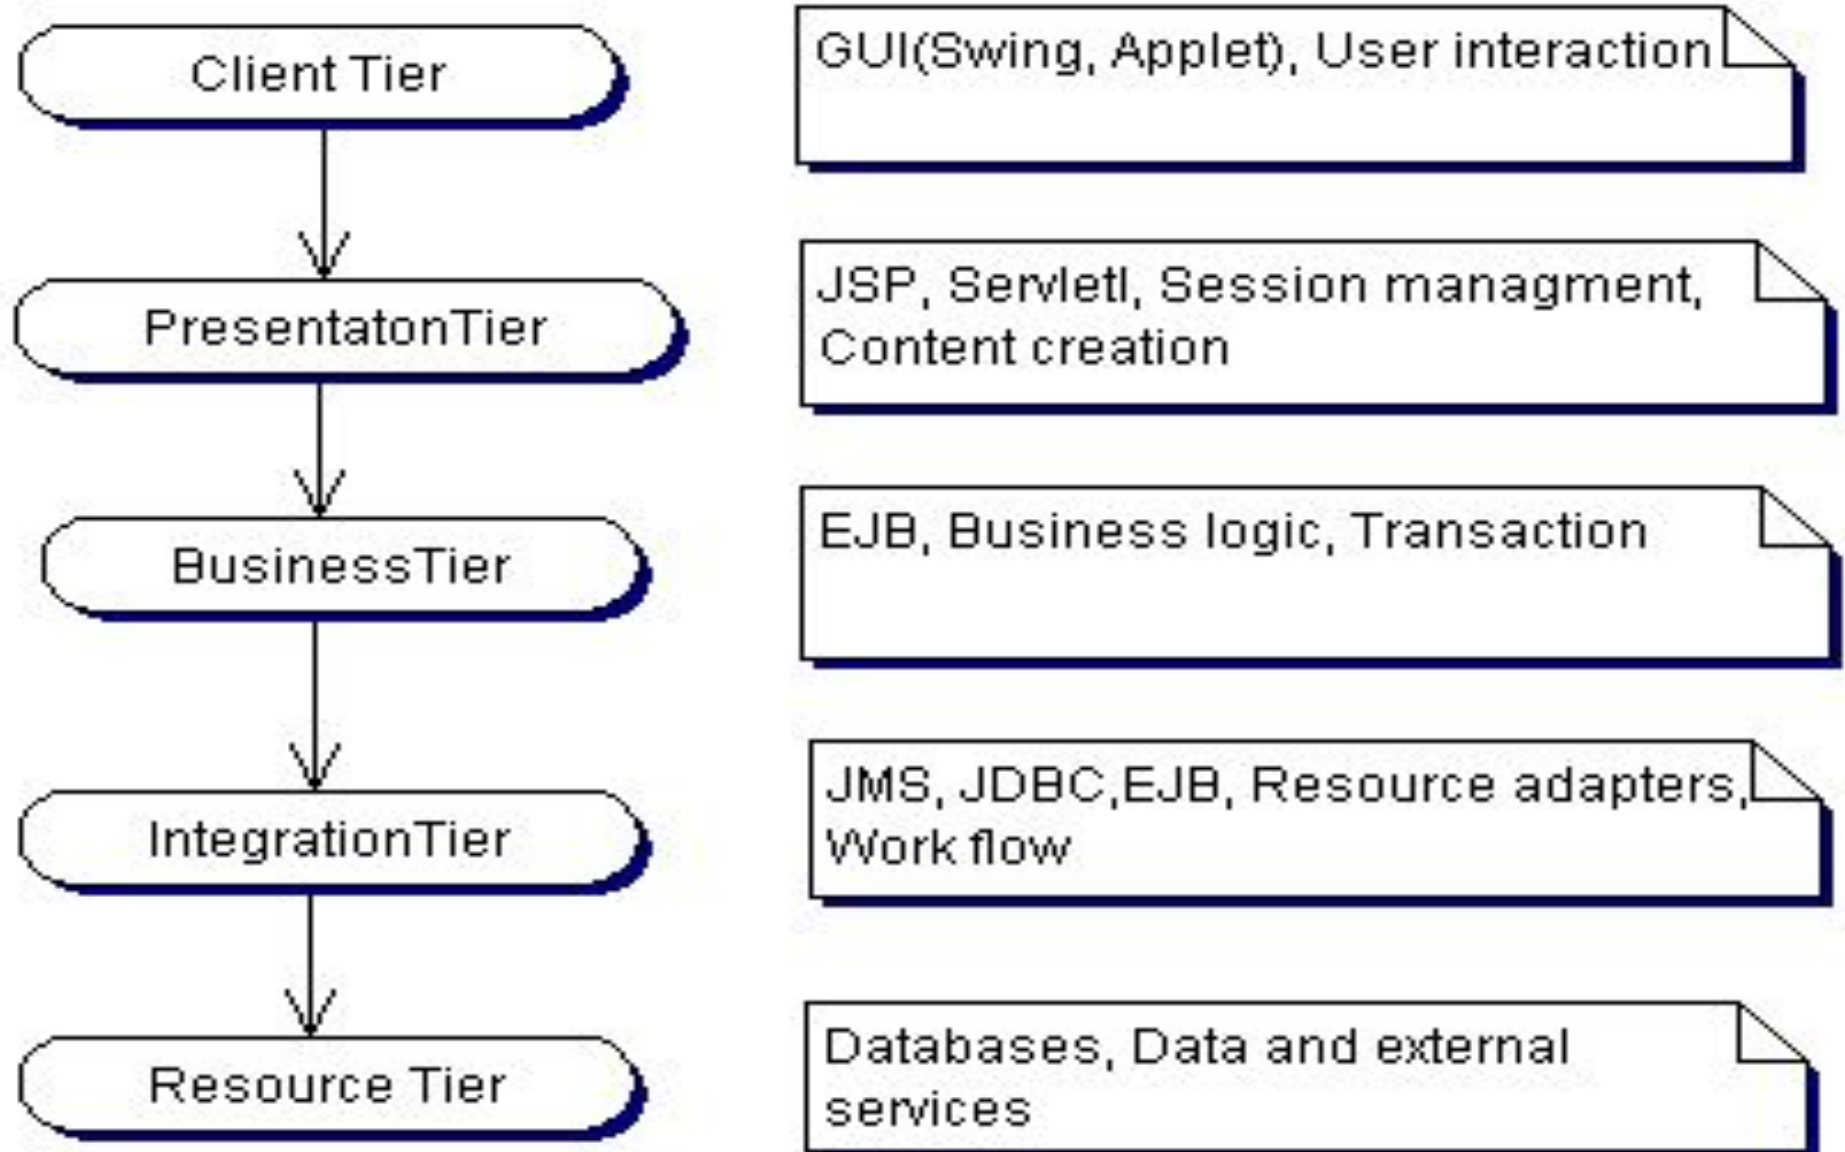 Client Tier
GUI(Swing, Applet), User interaction
PresentatonTier
JSP, Servletl, Session managment,
Content creation
BusinessTier
EJB, Business logic, Transaction
IntegrationTier
JMS, JDBC,EJB, Resource adapters,
Work flow
Resource Tier
Databases, Data and external
services